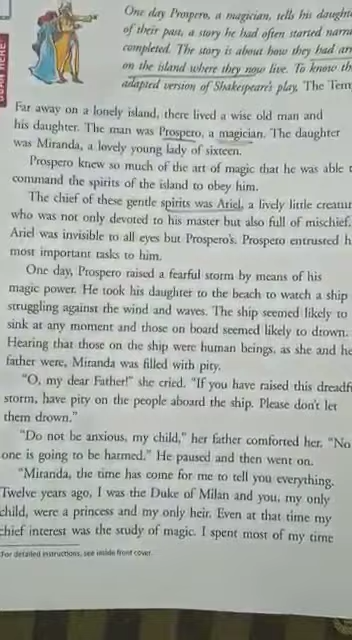 One day Prospero, a magician, tells his daught
of their past, a story he had often started narra
completed. The story is about how they had arr
on the island where they now live. To know th
adapted version of Shakespeare's play, The Tem
Far away on a lonely island, there lived a wise old man and
his daughter. The man was Prospero, a magician. The daughter
was Miranda, a lovely young lady of sixteen.
Prospero knew so much of the art of magic that he was able t
command the spirits of the island to obey him.
The chief of these gentle spirits was Ariel, a lively little creatur
who was not only devoted to his master but also full of mischief.
Ariel was invisible to all eyes but Prospero's. Prospero entrusted h
most important tasks to him.
One day, Prospero raised a fearful storm by means of his
magic power. He took his daughter to the beach to watch a ship
struggling against the wind and waves. The ship seemed likely to
sink at any moment and those on board seemed likely to drown.
Hearing that those on the ship were human beings, as she and he
father were, Miranda was filled with pity.
"O, my dear Father!" she cried. "If you have raised this dreadf
storm, have pity on the people aboard the ship. Please don't let
them drown."
"Do not be anxious, my child," her father comforted her. "No
one is going to be harmed." He paused and then went on.
"Miranda, the time has come for me to tell you everything.
Twelve years ago, I was the Duke of Milan and you, my only
child, were a princess and my only heir. Even at that time my
chief interest was the study of magic. I spent most of my time
For detailed instructions, see inside front cover.